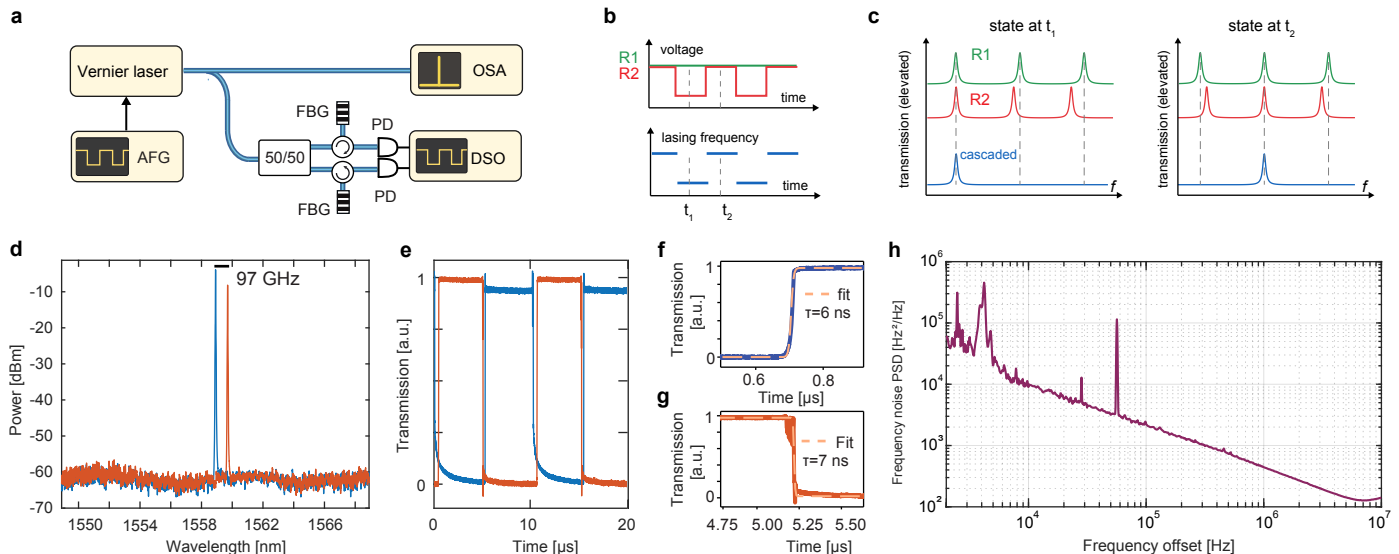 a
Vernier laser
OSA
AFG
50/50
FBG
PD
DSO
PD
FBG
b
R1
R2
voltage
time
lasing frequency
time
t1
t2
c
state at t1
state at t2
transmission (elevated)
R1
R2
cascaded
f
transmission (elevated)
f
d
97 GHz
Power [dBm]
-10
-20
-30
-40
-50
-60
-70
1550
1554
1558
1562
1566
Wavelength [nm]
e
Transmission [a.u.]
1
0
0
10
20
Time [µs]
f
Transmission
[a.u.]
1
0
fit
τ=6 ns
0.6
0.8
Time [µs]
g
Transmission
[a.u.]
1
0
Fit
τ=7 ns
4.75
5.00
5.25
5.50
Time [µs]
h
Frequency noise PSD [Hz²/Hz]
10⁶
10⁵
10⁴
10³
10²
10⁴
10⁵
10⁶
10⁷
Frequency offset [Hz]